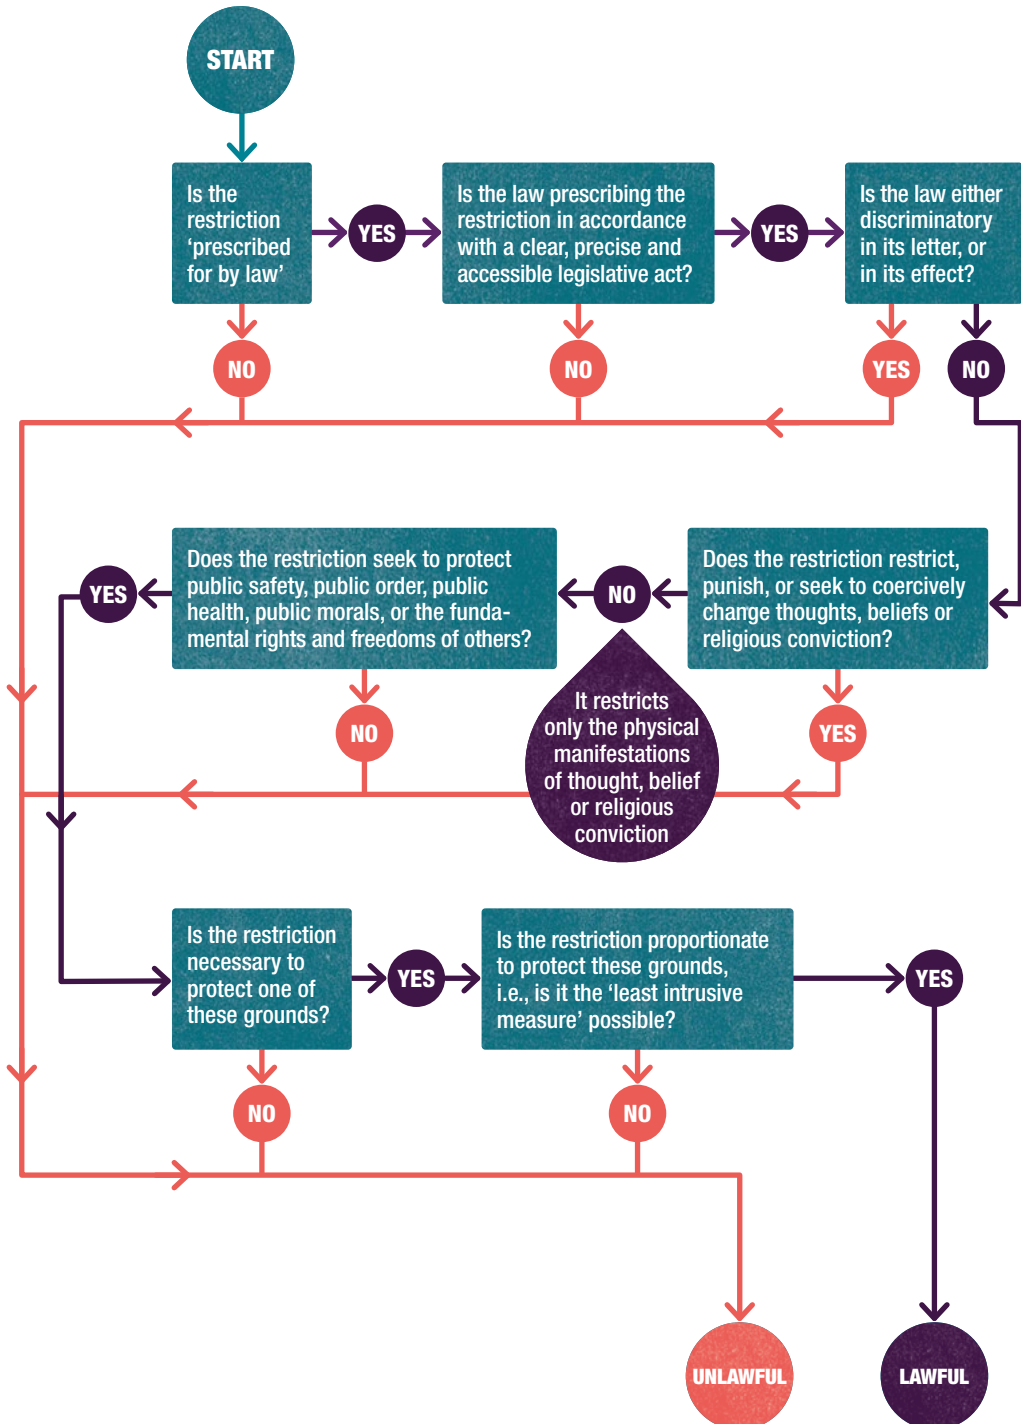 START
Is the
restriction
‘prescribed
for by law’
YES
Is the law prescribing the
restriction in accordance
with a clear, precise and
accessible legislative act?
YES
Is the law either
discriminatory
in its letter, or
in its effect?
NO
NO
YES
NO
Does the restriction restrict,
punish, or seek to coercively
change thoughts, beliefs or
religious conviction?
NO
It restricts
only the physical
manifestations
of thought, belief
or religious
conviction
YES
Does the restriction seek to protect
public safety, public order, public
health, public morals, or the funda-
mental rights and freedoms of others?
YES
NO
Is the restriction
necessary to
protect one of
these grounds?
YES
Is the restriction proportionate
to protect these grounds,
i.e., is it the ‘least intrusive
measure’ possible?
YES
NO
NO
UNLAWFUL
LAWFUL